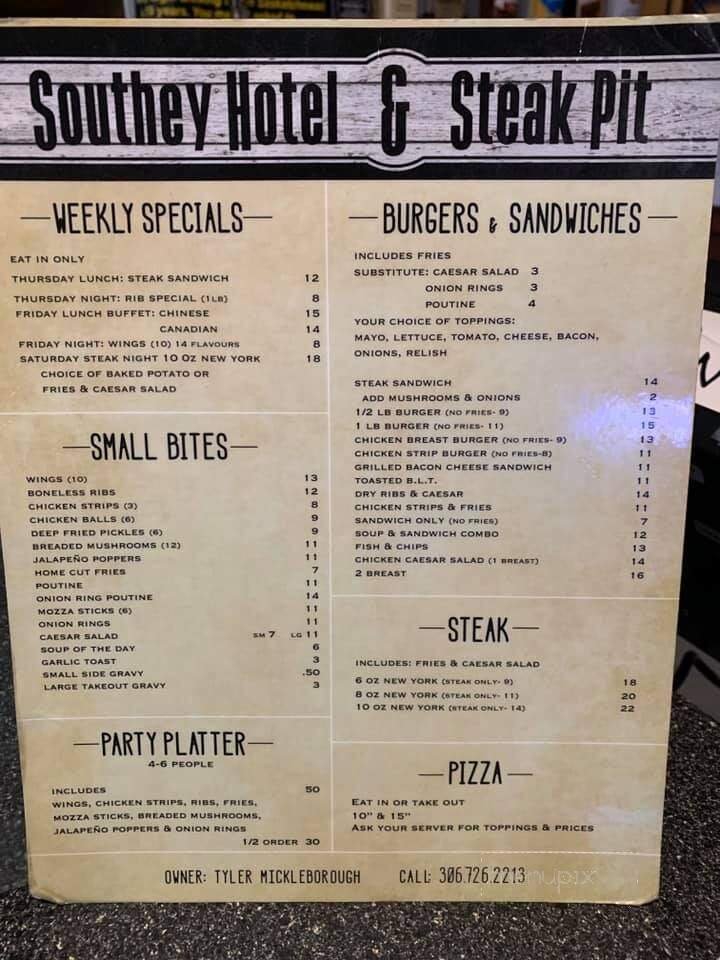 Southey Hotel & Steak Pit
WEEKLY SPECIALS
EAT IN ONLY
THURSDAY LUNCH: STEAK SANDWICH 12
THURSDAY NIGHT: RIB SPECIAL (1LB) 8
FRIDAY LUNCH BUFFET: CHINESE 15
CANADIAN 14
FRIDAY NIGHT: WINGS (10) 14 FLAVOURS 8
SATURDAY STEAK NIGHT 10 OZ NEW YORK 18
CHOICE OF BAKED POTATO OR
FRIES & CAESAR SALAD
SMALL BITES
WINGS (10) 13
BONELESS RIBS 12
CHICKEN STRIPS (3) 8
CHICKEN BALLS (6) 9
DEEP FRIED PICKLES (6) 9
BREADED MUSHROOMS (12) 11
JALAPEÑO POPPERS 11
HOME CUT FRIES 7
POUTINE 11
ONION RING POUTINE 14
MOZZA STICKS (6) 11
ONION RINGS 11
CAESAR SALAD SM 7 LG 11
SOUP OF THE DAY 6
GARLIC TOAST 3
SMALL SIDE GRAVY .50
LARGE TAKEOUT GRAVY 3
PARTY PLATTER
4-6 PEOPLE
INCLUDES 50
WINGS, CHICKEN STRIPS, RIBS, FRIES,
MOZZA STICKS, BREADED MUSHROOMS,
JALAPEÑO POPPERS & ONION RINGS
1/2 ORDER 30
BURGERS & SANDWICHES
INCLUDES FRIES
SUBSTITUTE: CAESAR SALAD 3
ONION RINGS 3
POUTINE 4
YOUR CHOICE OF TOPPINGS:
MAYO, LETTUCE, TOMATO, CHEESE, BACON,
ONIONS, RELISH
STEAK SANDWICH 14
ADD MUSHROOMS & ONIONS 2
1/2 LB BURGER (NO FRIES- 9) 13
1 LB BURGER (NO FRIES- 11) 15
CHICKEN BREAST BURGER (NO FRIES- 9) 13
CHICKEN STRIP BURGER (NO FRIES-8) 11
GRILLED BACON CHEESE SANDWICH 11
TOASTED B.L.T. 11
DRY RIBS & CAESAR 14
CHICKEN STRIPS & FRIES 11
SANDWICH ONLY (NO FRIES) 7
SOUP & SANDWICH COMBO 12
FISH & CHIPS 13
CHICKEN CAESAR SALAD (1 BREAST) 14
2 BREAST 16
STEAK
INCLUDES: FRIES & CAESAR SALAD
6 OZ NEW YORK (STEAK ONLY- 9) 18
8 OZ NEW YORK (STEAK ONLY- 11) 20
10 OZ NEW YORK (STEAK ONLY- 14) 22
PIZZA
EAT IN OR TAKE OUT
10" & 15"
ASK YOUR SERVER FOR TOPPINGS & PRICES
OWNER: TYLER MICKLEBOROUGH CALL: 306.726.2213